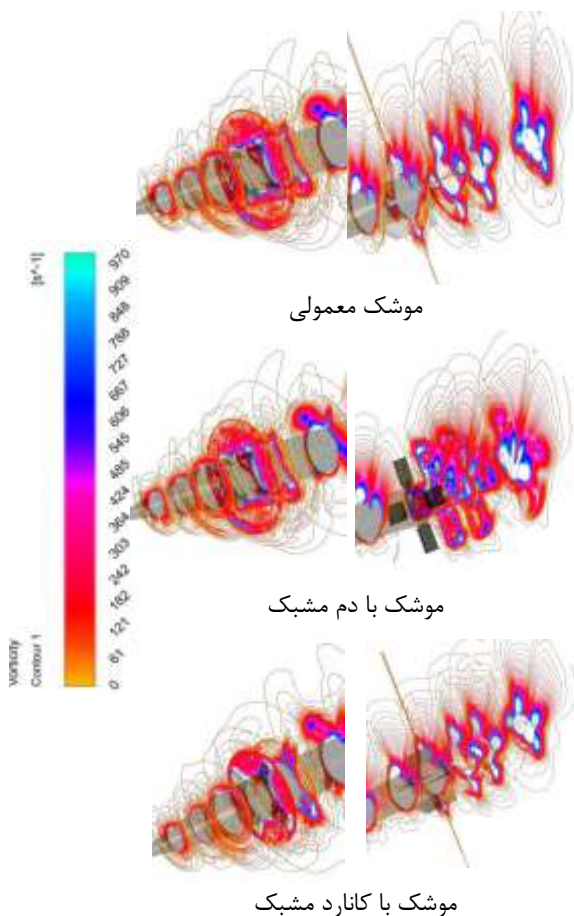 موشک معمولی
[s^-1]
970
909
848
788
727
667
606
545
485
424
364
303
242
182
121
61
0
Vorticity
Contour 1
موشک با دم مشبک
موشک با کانارد مشبک